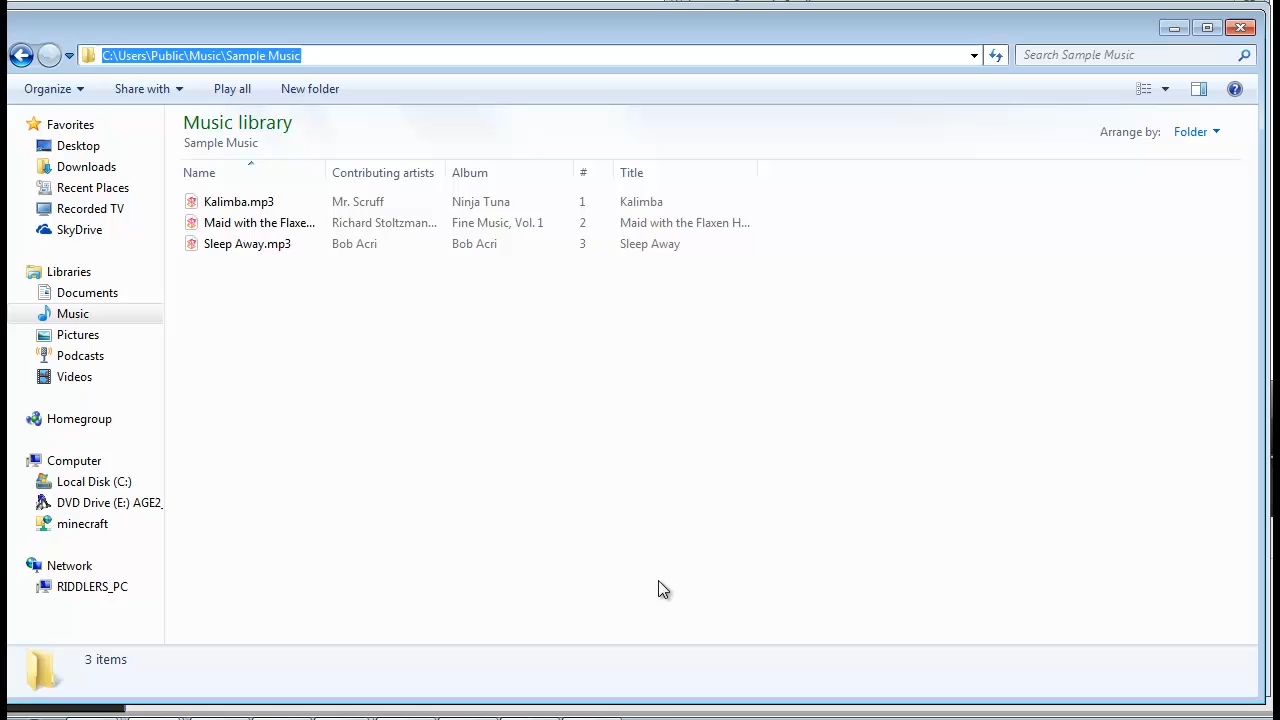 C:\Users\Public\Music\Sample Music
Search Sample Music
Organize Share with Play all New folder
Music library
Sample Music
Arrange by: Folder
Name Contributing artists Album # Title
Kalimba.mp3 Mr. Scruff Ninja Tuna 1 Kalimba
Maid with the Flaxe... Richard Stoltzman... Fine Music, Vol. 1 2 Maid with the Flaxen H...
Sleep Away.mp3 Bob Acri Bob Acri 3 Sleep Away
Favorites
Desktop
Downloads
Recent Places
Recorded TV
SkyDrive
Libraries
Documents
Music
Pictures
Podcasts
Videos
Homegroup
Computer
Local Disk (C:)
DVD Drive (E:) AGE2_
minecraft
Network
RIDDLERS_PC
3 items